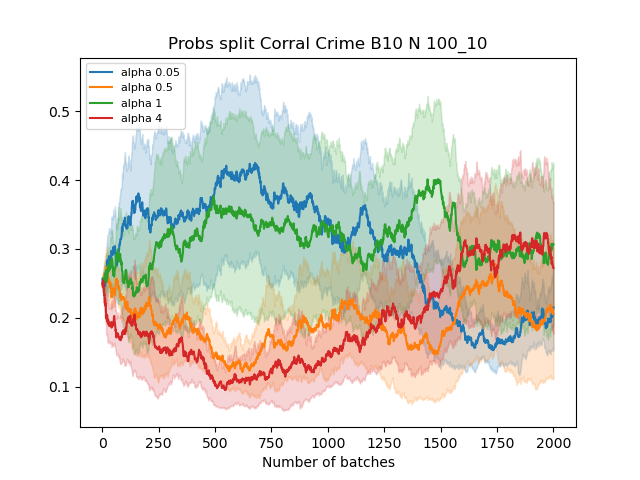 Probs split Corral Crime B10 N 100_10
alpha 0.05
alpha 0.5
alpha 1
alpha 4
0.5
0.4
0.3
0.2
0.1
0 250 500 750 1000 1250 1500 1750 2000
Number of batches